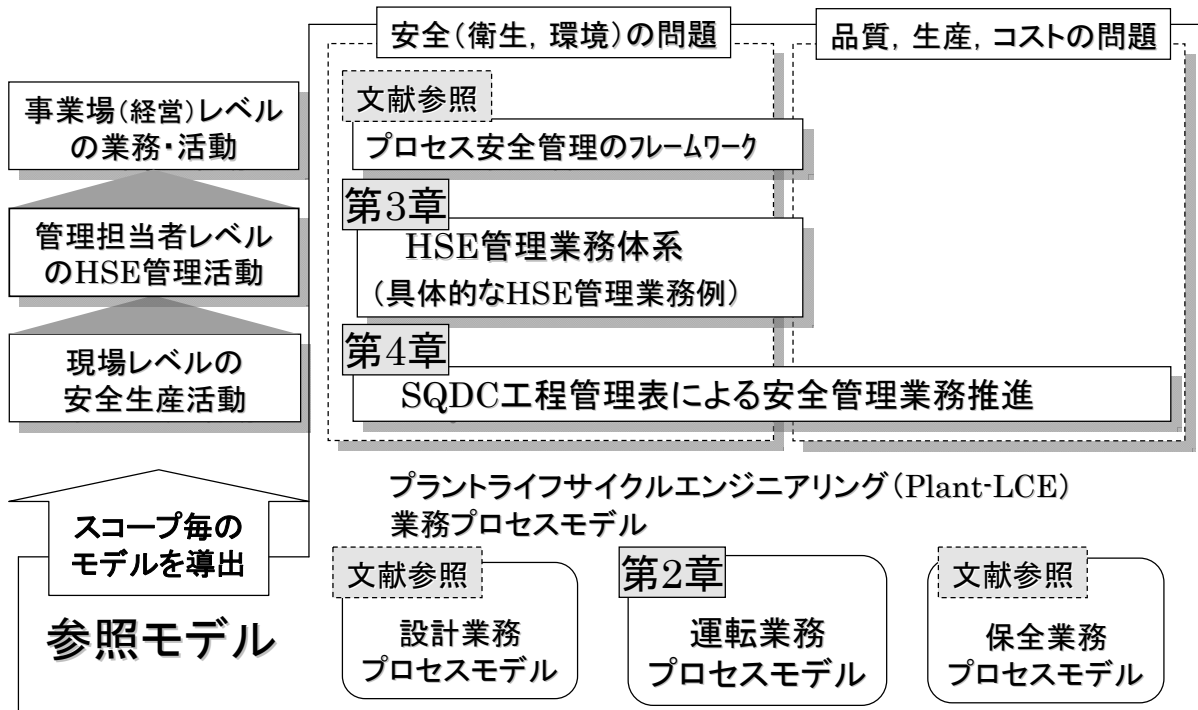 安全(衛生, 環境)の問題
品質, 生産, コストの問題
事業場(経営)レベル
の業務・活動
文献参照
プロセス安全管理のフレームワーク
管理担当者レベル
のHSE管理活動
第3章
HSE管理業務体系
(具体的なHSE管理業務例)
現場レベルの
安全生産活動
第4章
SQDC工程管理表による安全管理業務推進
スコープ毎の
モデルを導出
参照モデル
プラントライフサイクルエンジニアリング(Plant-LCE)
業務プロセスモデル
文献参照
設計業務
プロセスモデル
第2章
運転業務
プロセスモデル
文献参照
保全業務
プロセスモデル